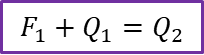 F₁ + Q₁ = Q₂